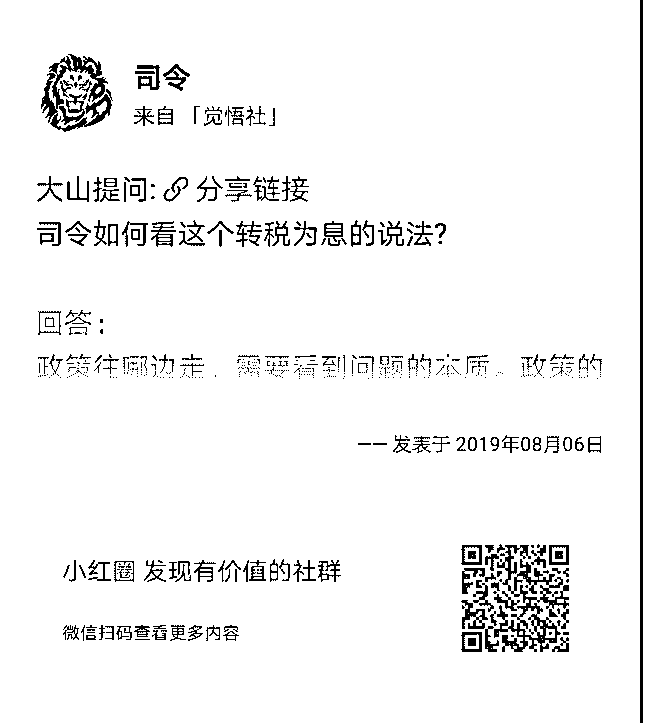 司令
来自「觉悟社」
大山提问: 分享链接
司令如何看这个转税为息的说法?
回答:
政策往哪边走，需要看到问题的本质。政策的
—— 发表于 2019年08月06日
小红圈 发现有价值的社群
微信扫码查看更多内容